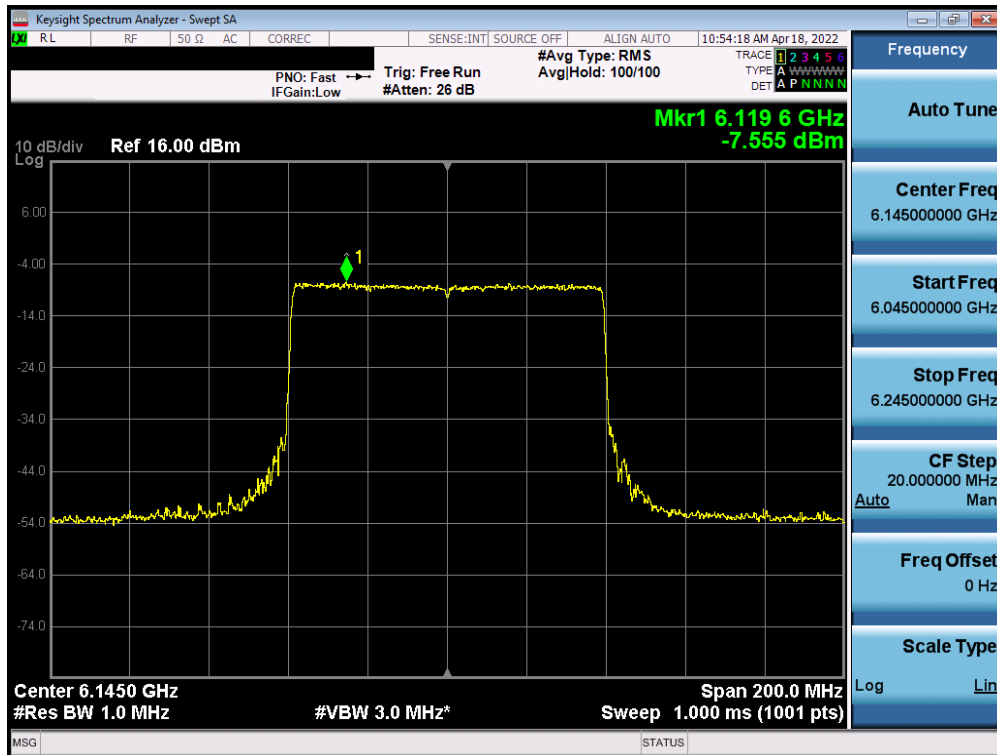 Keysight Spectrum Analyzer - Swept SA
LXI RL RF 50 Ω AC CORREC SENSE:INT SOURCE OFF ALIGN AUTO 10:54:18 AM Apr 18, 2022
PNO: Fast
IFGain:Low
Trig: Free Run
#Atten: 26 dB
#Avg Type: RMS
Avg|Hold: 100/100
TRACE 1 2 3 4 5 6
TYPE A WWWWW
DET A P N N N N
Mkr1 6.119 6 GHz
-7.555 dBm
10 dB/div Ref 16.00 dBm
Log
1
6.00
-4.00
-14.0
-24.0
-34.0
-44.0
-54.0
-64.0
-74.0
Center 6.1450 GHz Span 200.0 MHz
#Res BW 1.0 MHz #VBW 3.0 MHz* Sweep 1.000 ms (1001 pts)
MSG STATUS
Frequency
Auto Tune
Center Freq
6.145000000 GHz
Start Freq
6.045000000 GHz
Stop Freq
6.245000000 GHz
CF Step
20.000000 MHz
Auto Man
Freq Offset
0 Hz
Scale Type
Log Lin